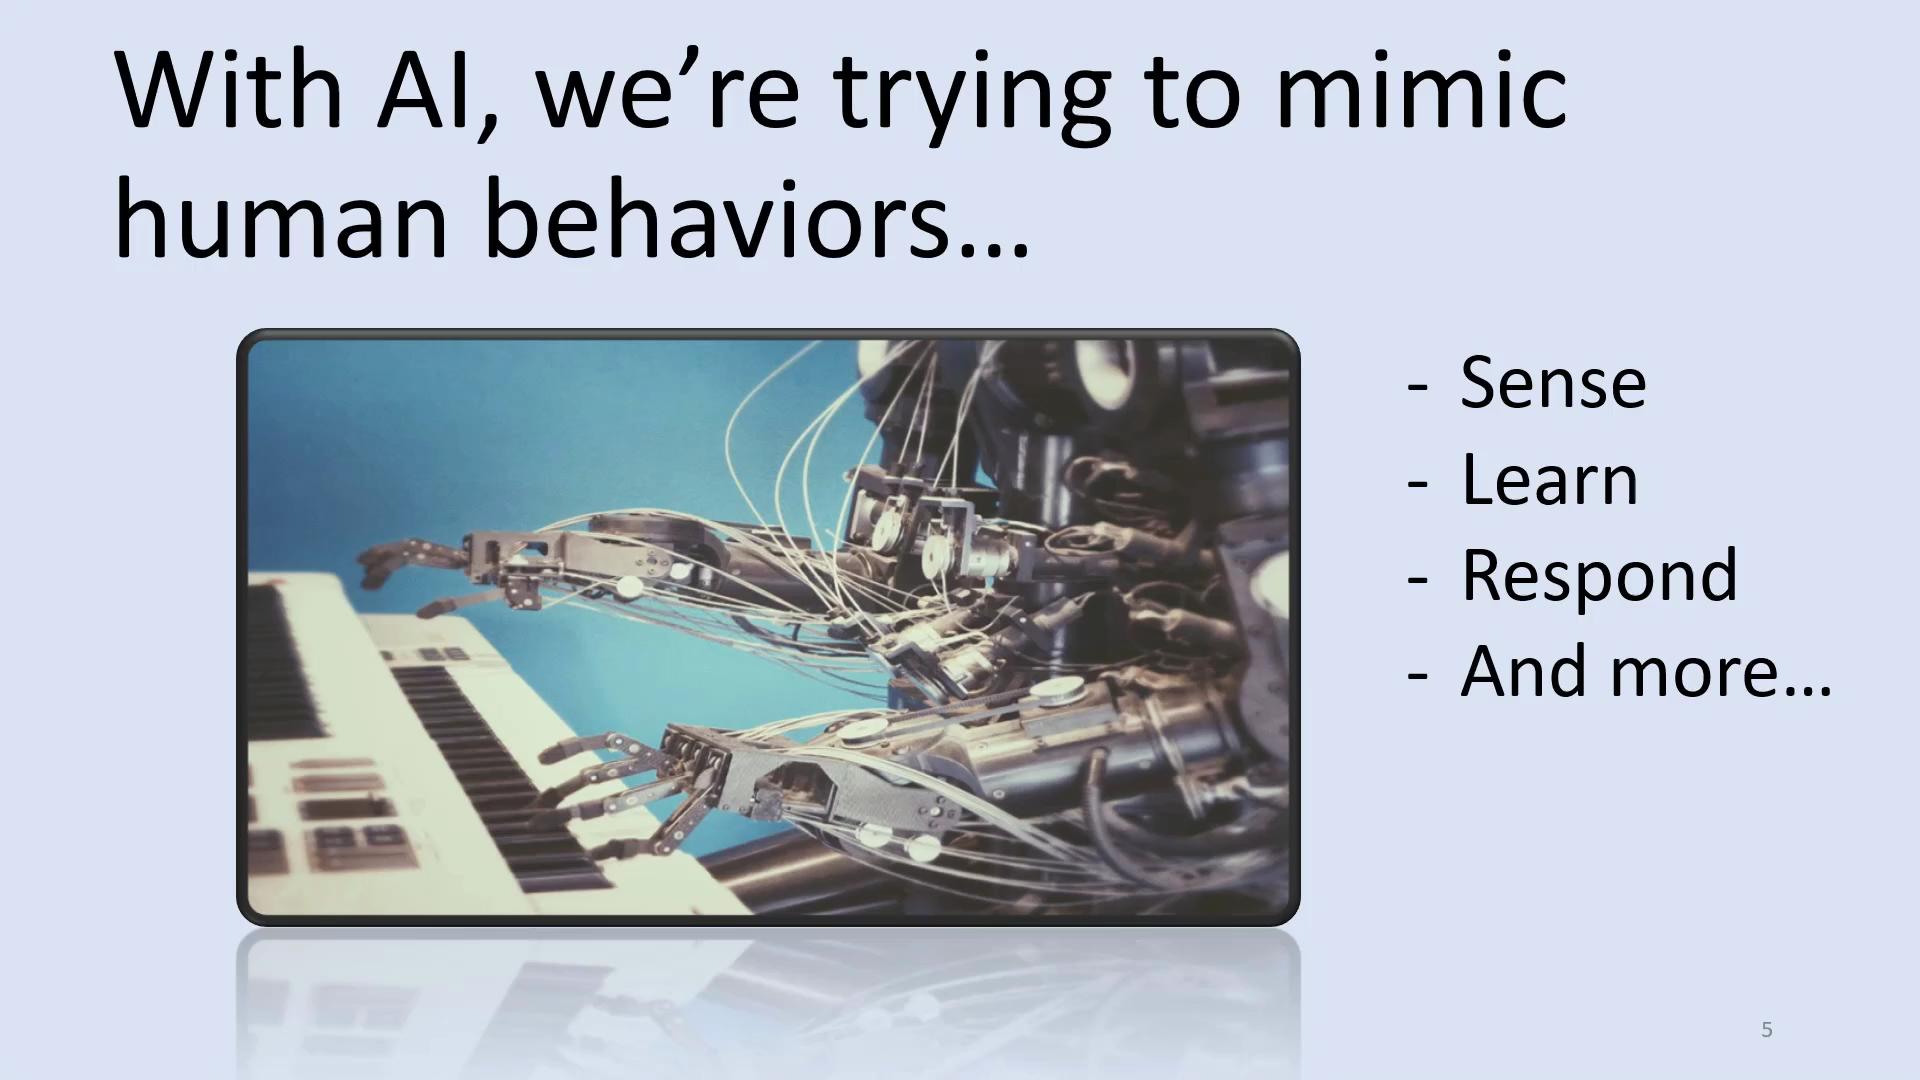 With AI, we’re trying to mimic
human behaviors…
- Sense
- Learn
- Respond
- And more…
5